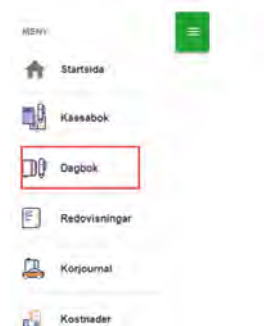 MENY
Startsida
Kassabok
Dagbok
Redovisningar
Körjournal
Kostnader